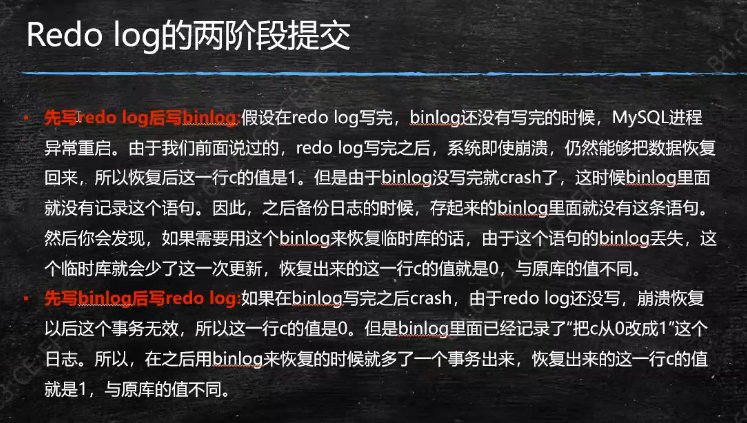 Redo log的两阶段提交
• 先写redo log后写binlog:假设在redo log写完，binlog还没有写完的时候，MySQL进程
异常重启。由于我们前面说过的，redo log写完之后，系统即使崩溃，仍然能够把数据恢复
回来，所以恢复后这一行c的值是1。但是由于binlog没写完就crash了，这时候binlog里面
就没有记录这个语句。因此，之后备份日志的时候，存起来的binlog里面就没有这条语句。
然后你会发现，如果需要用这个binlog来恢复临时库的话，由于这个语句的binlog丢失，这
个临时库就会少了这一次更新，恢复出来的这一行c的值就是0，与原库的值不同。
• 先写binlog后写redo log:如果在binlog写完之后crash，由于redo log还没写，崩溃恢复
以后这个事务无效，所以这一行c的值是0。但是binlog里面已经记录了“把c从0改成1”这个
日志。所以，在之后用binlog来恢复的时候就多了一个事务出来，恢复出来的这一行c的值
就是1，与原库的值不同。